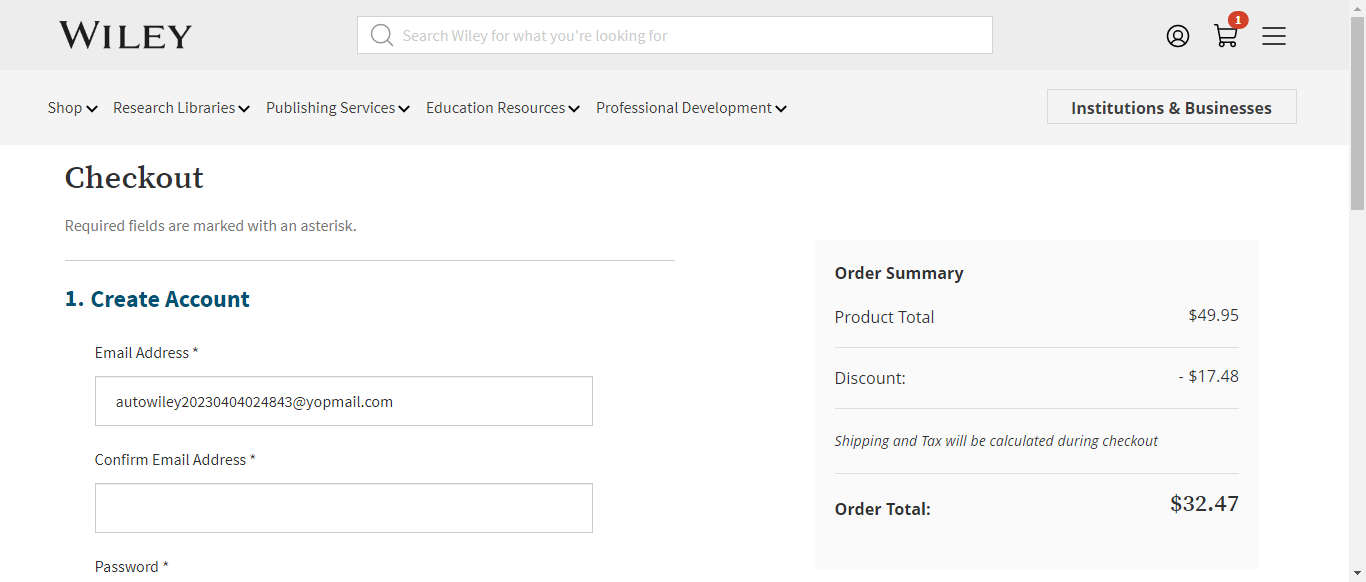 WILEY
Search Wiley for what you're looking for
1
Shop
Research Libraries
Publishing Services
Education Resources
Professional Development
Institutions & Businesses
Checkout
Required fields are marked with an asterisk.
1. Create Account
Email Address *
autowiley20230404024843@yopmail.com
Confirm Email Address *
Password *
Order Summary
Product Total $49.95
Discount: - $17.48
Shipping and Tax will be calculated during checkout
Order Total: $32.47